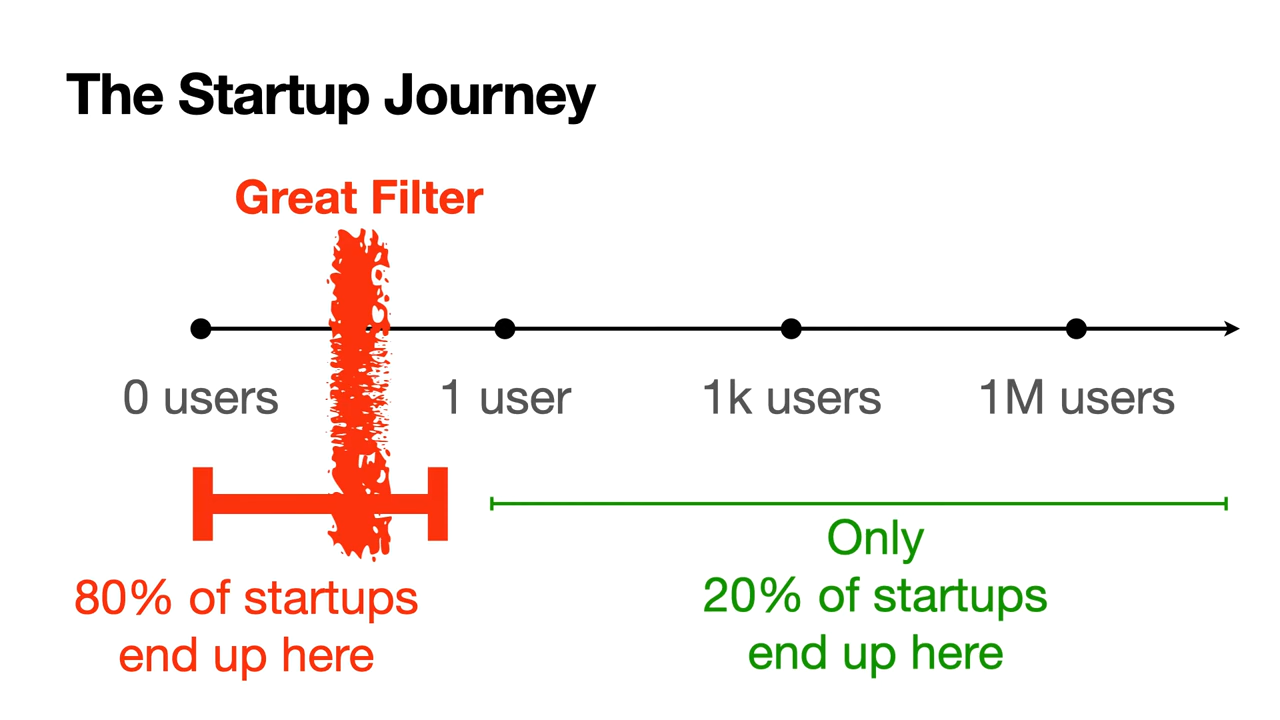 The Startup Journey
Great Filter
0 users
1 user
1k users
1M users
80% of startups
end up here
Only
20% of startups
end up here